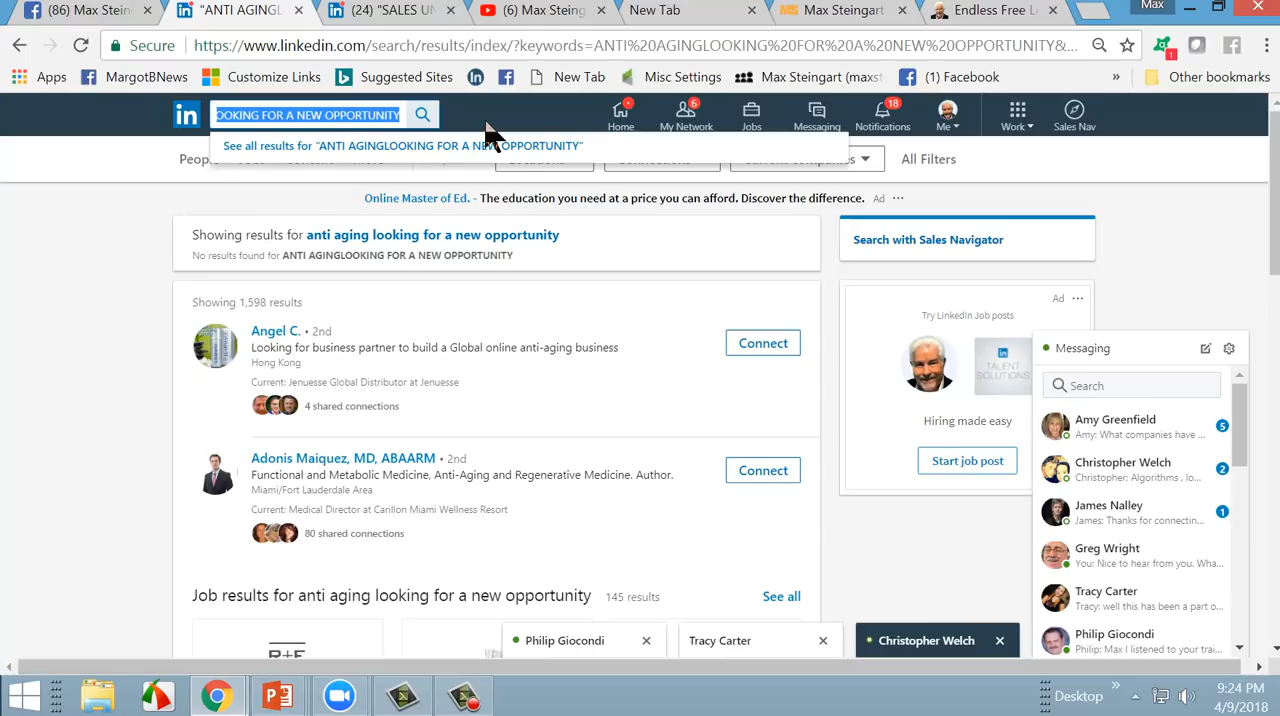 (86) Max Stein
"ANTI AGINGL
(24) "SALES UN
(6) Max Steing
New Tab
Max Steingart
Endless Free L
Max
Secure
https://www.linkedin.com/search/results/index/?keywords=ANTI%20AGINGLOOKING%20FOR%20A%20NEW%20OPPORTUNITY&...
Apps
MargotBNews
Customize Links
Suggested Sites
New Tab
Misc Settings
Max Steingart (maxst
(1) Facebook
»
Other bookmarks
in
OOKING FOR A NEW OPPORTUNITY
Home
6
My Network
Jobs
Messaging
18
Notifications
Me
Work
Sales Nav
See all results for "ANTI AGINGLOOKING FOR A NEW OPPORTUNITY"
People
All Filters
Online Master of Ed. - The education you need at a price you can afford. Discover the difference. Ad ...
Showing results for anti aging looking for a new opportunity
No results found for ANTI AGINGLOOKING FOR A NEW OPPORTUNITY
Search with Sales Navigator
Showing 1,598 results
Angel C. • 2nd
Looking for business partner to build a Global online anti-aging business
Hong Kong
Current: Jenuesse Global Distributor at Jenuesse
4 shared connections
Connect
Adonis Maiquez, MD, ABAARM • 2nd
Functional and Metabolic Medicine, Anti-Aging and Regenerative Medicine. Author.
Miami/Fort Lauderdale Area
Current: Medical Director at Carillon Miami Wellness Resort
80 shared connections
Connect
Job results for anti aging looking for a new opportunity 145 results
See all
R+F
Ad ...
Try LinkedIn Job posts
in
TALENT
SOLUTIONS
Hiring made easy
Start job post
Messaging
Search
Amy Greenfield
Amy: What companies have ...
5
Christopher Welch
Christopher: Algorithms , lo...
2
James Nalley
James: Thanks for connectin...
1
Greg Wright
You: Nice to hear from you. Wha...
Tracy Carter
Tracy: well this has been a part o...
Philip Giocondi
Philip: Max I listened to your trai...
Philip Giocondi
Tracy Carter
Christopher Welch
Desktop
»
9:24 PM
4/9/2018